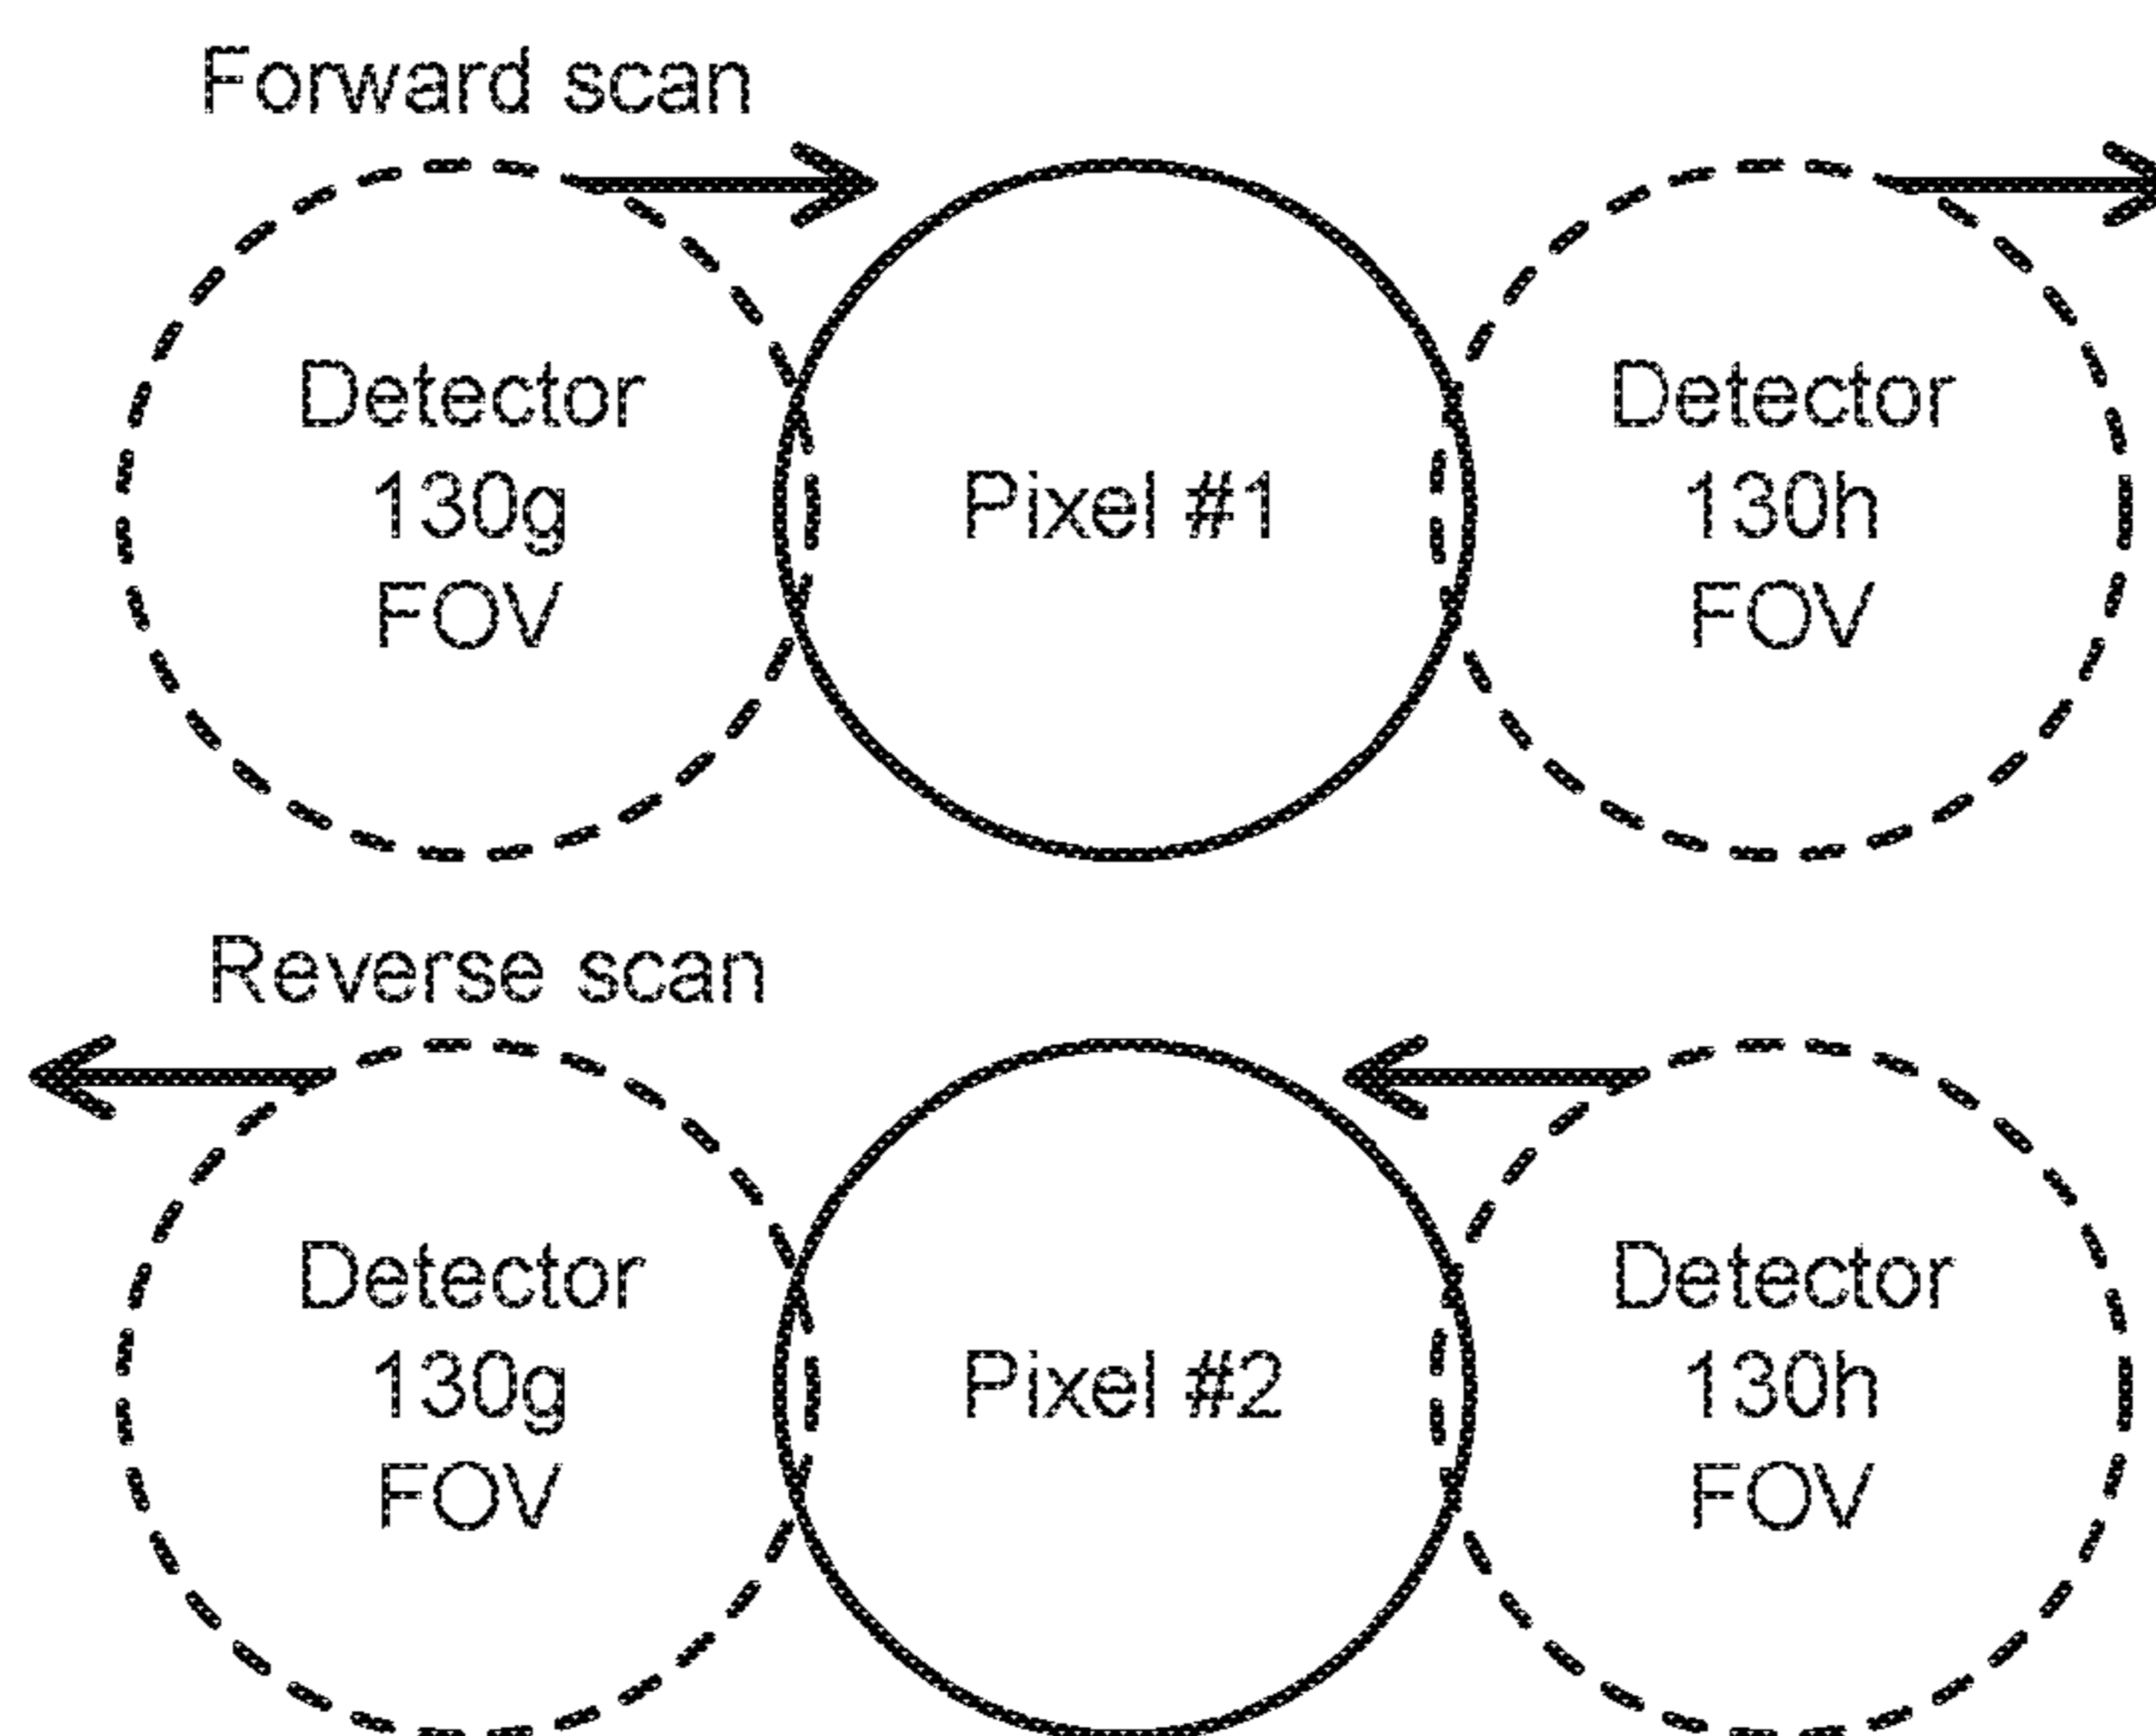 Forward scan
Detector
130g
FOV
Pixel #1
Detector
130h
FOV
Reverse scan
Detector
130g
FOV
Pixel #2
Detector
130h
FOV